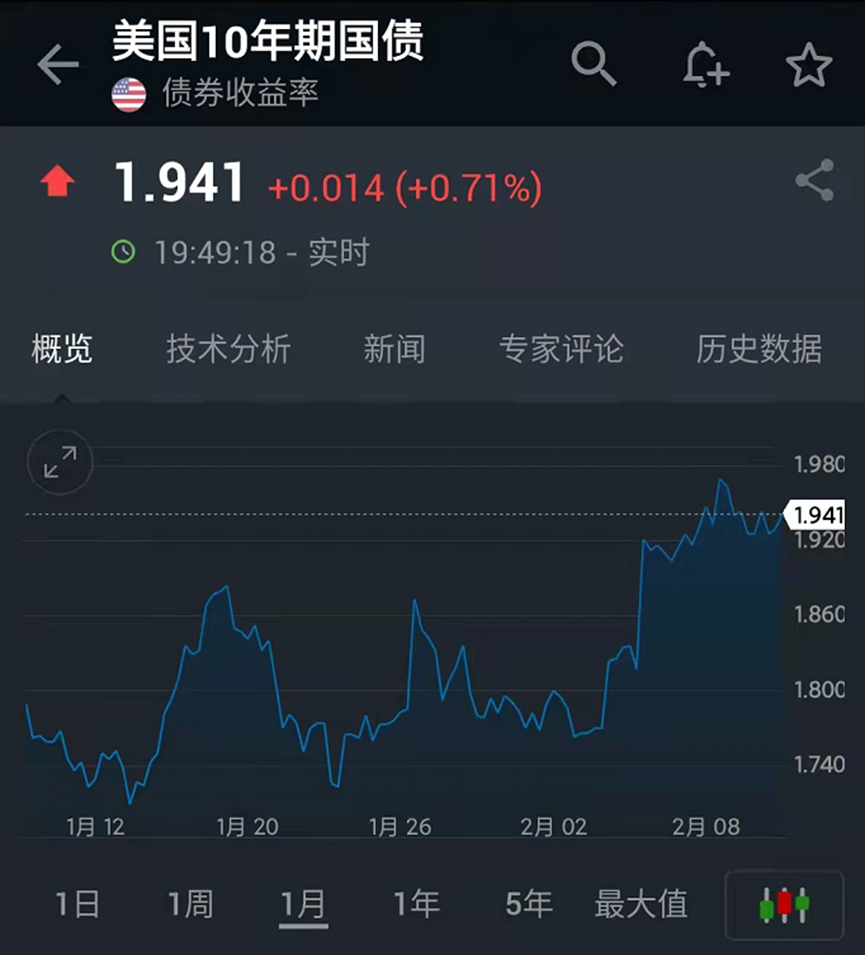 美国10年期国债
债券收益率
1.941 +0.014 (+0.71%)
19:49:18 - 实时
概览 技术分析 新闻 专家评论 历史数据
1.980
1.941
1.920
1.860
1.800
1.740
1月 12 1月 20 1月 26 2月 02 2月 08
1日 1周 1月 1年 5年 最大值